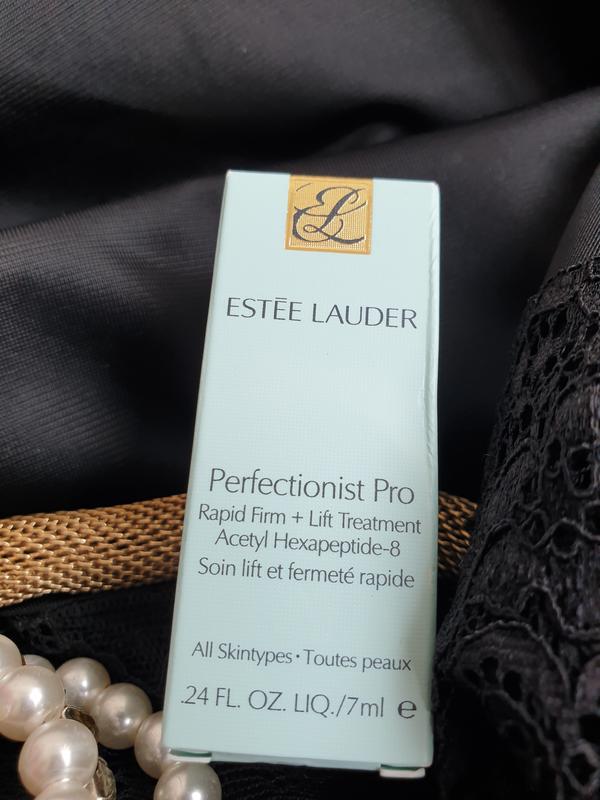 EL
ESTĒE LAUDER
Perfectionist Pro
Rapid Firm + Lift Treatment
Acetyl Hexapeptide-8
Soin lift et fermeté rapide
All Skintypes • Toutes peaux
.24 FL. OZ. LIQ./7ml e